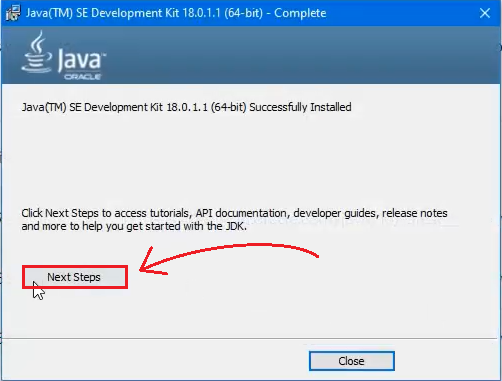 Java(TM) SE Development Kit 18.0.1.1 (64-bit) - Complete
Java™
ORACLE
Java(TM) SE Development Kit 18.0.1.1 (64-bit) Successfully Installed
Click Next Steps to access tutorials, API documentation, developer guides, release notes
and more to help you get started with the JDK.
Next Steps
Close